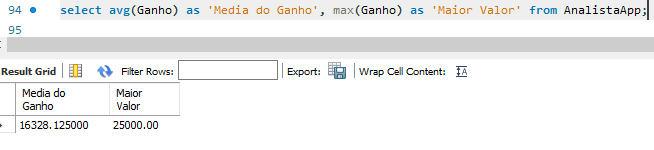 94 select avg(Ganho) as 'Media do Ganho', max(Ganho) as 'Maior Valor' from AnalistaApp;
95
Result Grid Filter Rows: Export: Wrap Cell Content:
Media do Maior
Ganho Valor
16328.125000 25000.00